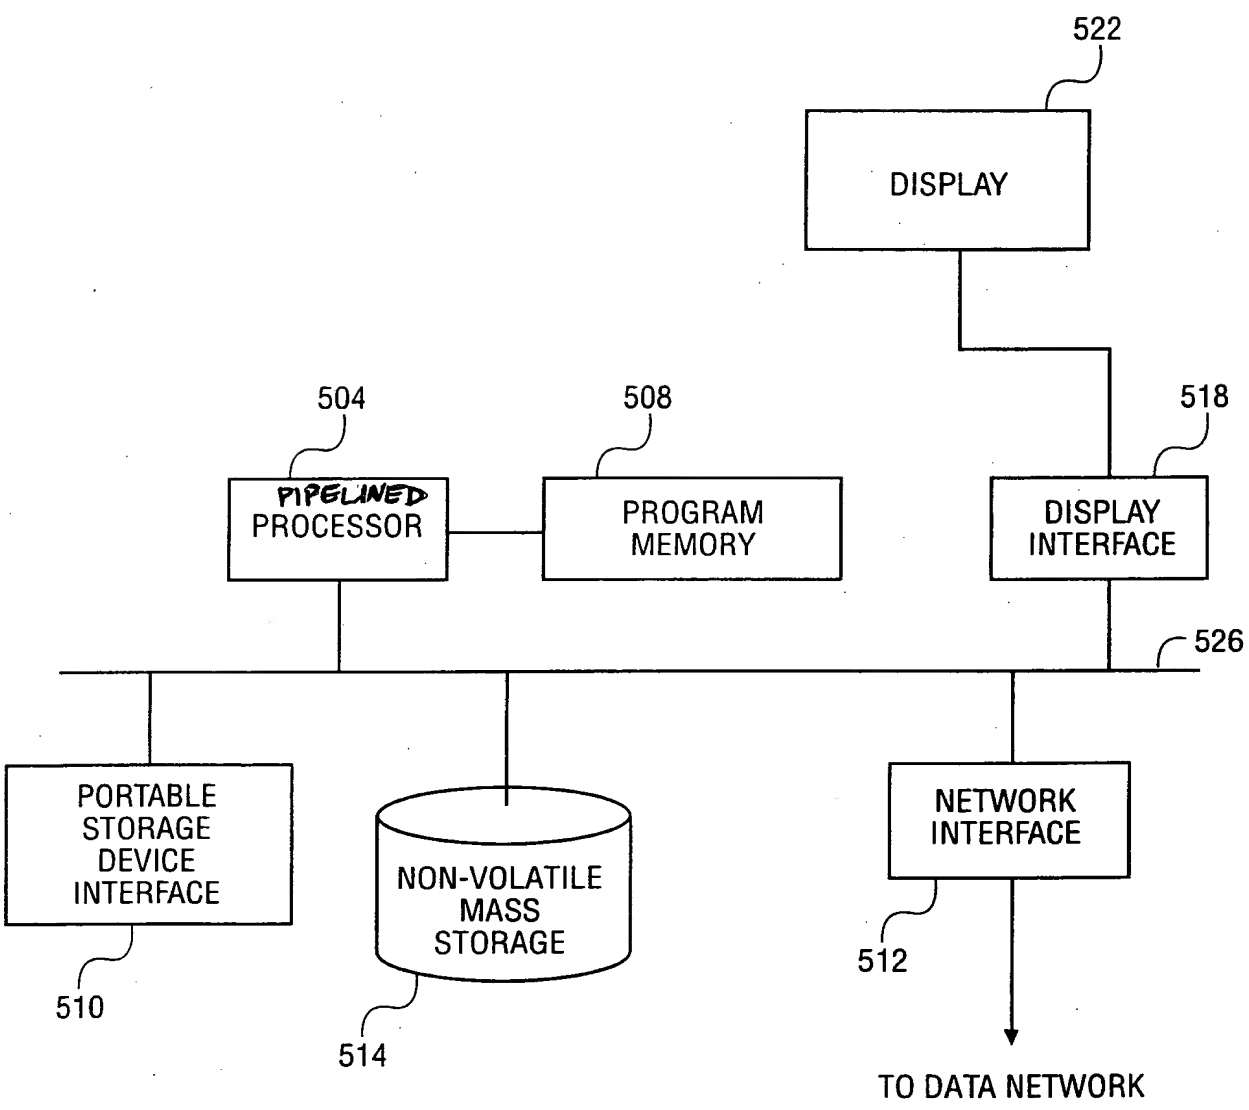 522
DISPLAY
504
508
518
PIPELINED
PROCESSOR
PROGRAM
MEMORY
DISPLAY
INTERFACE
526
PORTABLE
STORAGE
DEVICE
INTERFACE
NON-VOLATILE
MASS
STORAGE
NETWORK
INTERFACE
510
514
512
TO DATA NETWORK